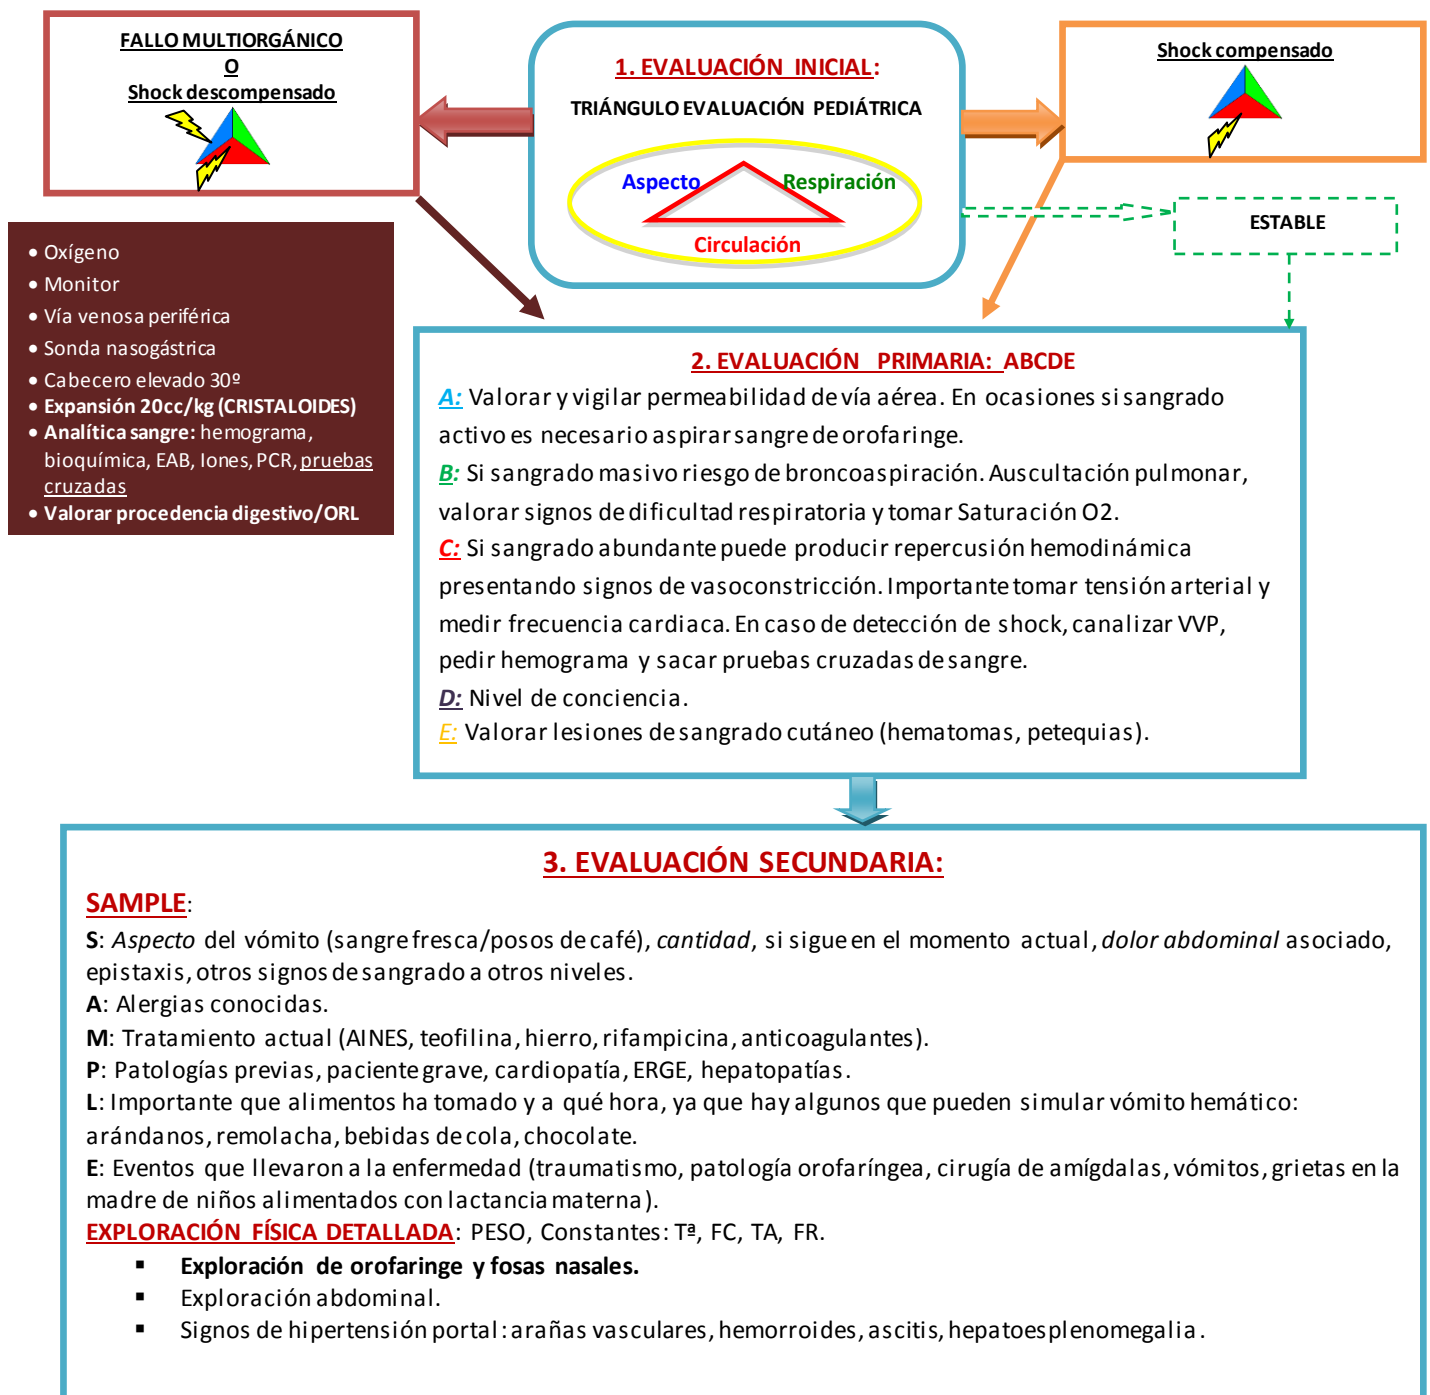 FALLO MULTIORGÁNICO
O
Shock descompensado
1. EVALUACIÓN INICIAL:
TRIÁNGULO EVALUACIÓN PEDIÁTRICA
Aspecto
Respiración
Circulación
Shock compensado
ESTABLE
• Oxígeno
• Monitor
• Vía venosa periférica
• Sonda nasogástrica
• Cabecero elevado 30º
• Expansión 20cc/kg (CRISTALOIDES)
• Analítica sangre: hemograma,
bioquímica, EAB, Iones, PCR, pruebas
cruzadas
• Valorar procedencia digestivo/ORL
2. EVALUACIÓN PRIMARIA: ABCDE
A: Valorar y vigilar permeabilidad de vía aérea. En ocasiones si sangrado
activo es necesario aspirar sangre de orofaringe.
B: Si sangrado masivo riesgo de broncoaspiración. Auscultación pulmonar,
valorar signos de dificultad respiratoria y tomar Saturación O2.
C: Si sangrado abundante puede producir repercusión hemodinámica
presentando signos de vasoconstricción. Importante tomar tensión arterial y
medir frecuencia cardiaca. En caso de detección de shock, canalizar VVP,
pedir hemograma y sacar pruebas cruzadas de sangre.
D: Nivel de conciencia.
E: Valorar lesiones de sangrado cutáneo (hematomas, petequias).
3. EVALUACIÓN SECUNDARIA:
SAMPLE:
S: Aspecto del vómito (sangre fresca/posos de café), cantidad, si sigue en el momento actual, dolor abdominal asociado,
epistaxis, otros signos de sangrado a otros niveles.
A: Alergias conocidas.
M: Tratamiento actual (AINES, teofilina, hierro, rifampicina, anticoagulantes).
P: Patologías previas, paciente grave, cardiopatía, ERGE, hepatopatías.
L: Importante que alimentos ha tomado y a qué hora, ya que hay algunos que pueden simular vómito hemático:
arándanos, remolacha, bebidas de cola, chocolate.
E: Eventos que llevaron a la enfermedad (traumatismo, patología orofaríngea, cirugía de amígdalas, vómitos, grietas en la
madre de niños alimentados con lactancia materna).
EXPLORACIÓN FÍSICA DETALLADA: PESO, Constantes: Tª, FC, TA, FR.
▪ Exploración de orofaringe y fosas nasales.
▪ Exploración abdominal.
▪ Signos de hipertensión portal: arañas vasculares, hemorroides, ascitis, hepatoesplenomegalia.